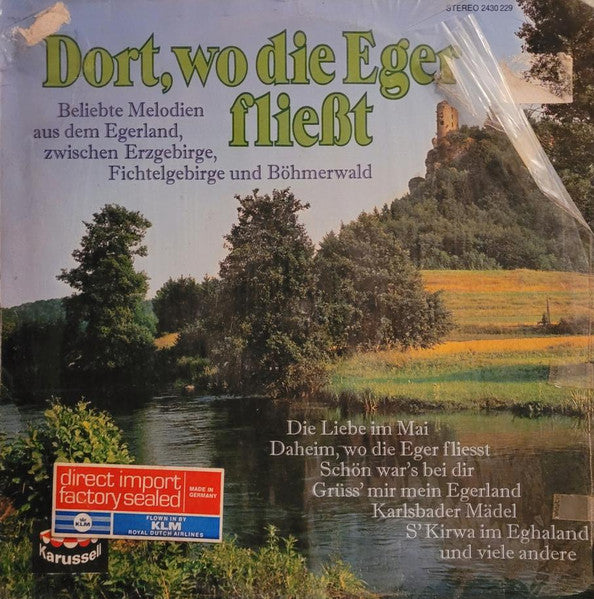 STEREO 2430 229
Dort, wo die Eger
fließt
Beliebte Melodien
aus dem Egerland,
zwischen Erzgebirge,
Fichtelgebirge und Böhmerwald
Die Liebe im Mai
Daheim, wo die Eger fliesst
Schön war's bei dir
Grüss' mir mein Egerland
Karlsbader Mädel
S' Kirwa im Eghaland
und viele andere
direct import
factory sealed
MADE IN
GERMANY
KLM
FLOWN IN BY
KLM
ROYAL DUTCH AIRLINES
Karussell